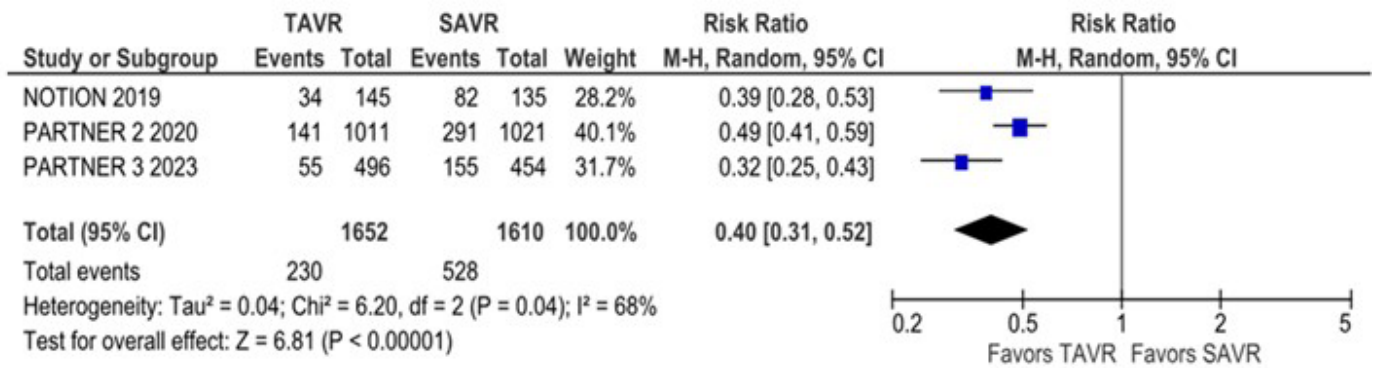 TAVR SAVR Risk Ratio Risk Ratio
Study or Subgroup Events Total Events Total Weight M-H, Random, 95% CI M-H, Random, 95% CI
NOTION 2019 34 145 82 135 28.2% 0.39 [0.28, 0.53]
PARTNER 2 2020 141 1011 291 1021 40.1% 0.49 [0.41, 0.59]
PARTNER 3 2023 55 496 155 454 31.7% 0.32 [0.25, 0.43]
Total (95% CI) 1652 1610 100.0% 0.40 [0.31, 0.52]
Total events 230 528
Heterogeneity: Tau² = 0.04; Chi² = 6.20, df = 2 (P = 0.04); I² = 68%
Test for overall effect: Z = 6.81 (P < 0.00001)
0.2 0.5 1 2 5
Favors TAVR Favors SAVR